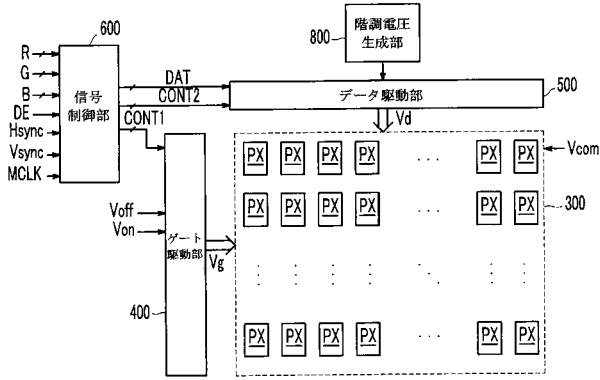 600
R
G
B
DE
Hsync
Vsync
MCLK
信号
制御部
DAT
CONT2
CONT1
800
階調電圧
生成部
データ駆動部
500
Vd
Vcom
300
Voff
Von
ゲート
駆動部
Vg
400
PX PX PX PX ... PX PX
PX PX PX PX ... PX PX
PX PX PX PX ... PX PX